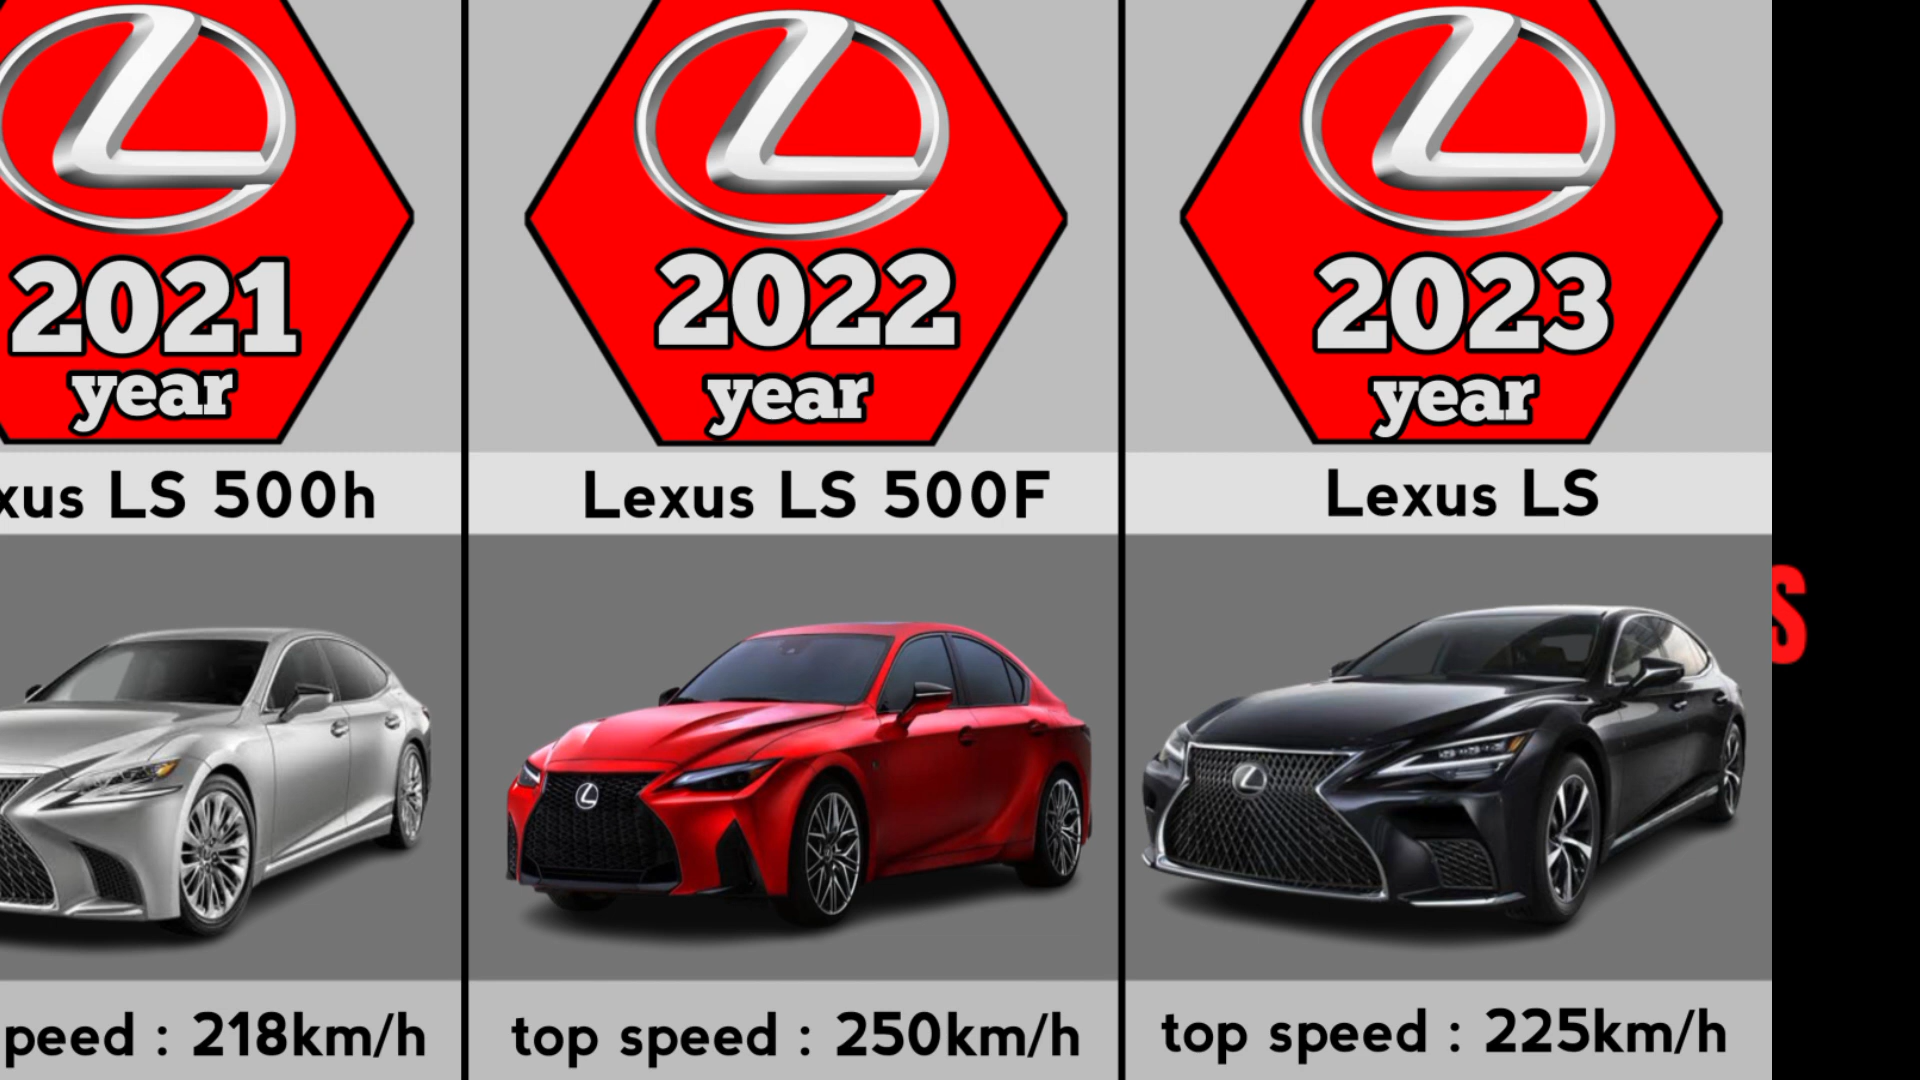 2021
year
xus LS 500h
peed : 218km/h
2022
year
Lexus LS 500F
top speed : 250km/h
2023
year
Lexus LS
top speed : 225km/h
S